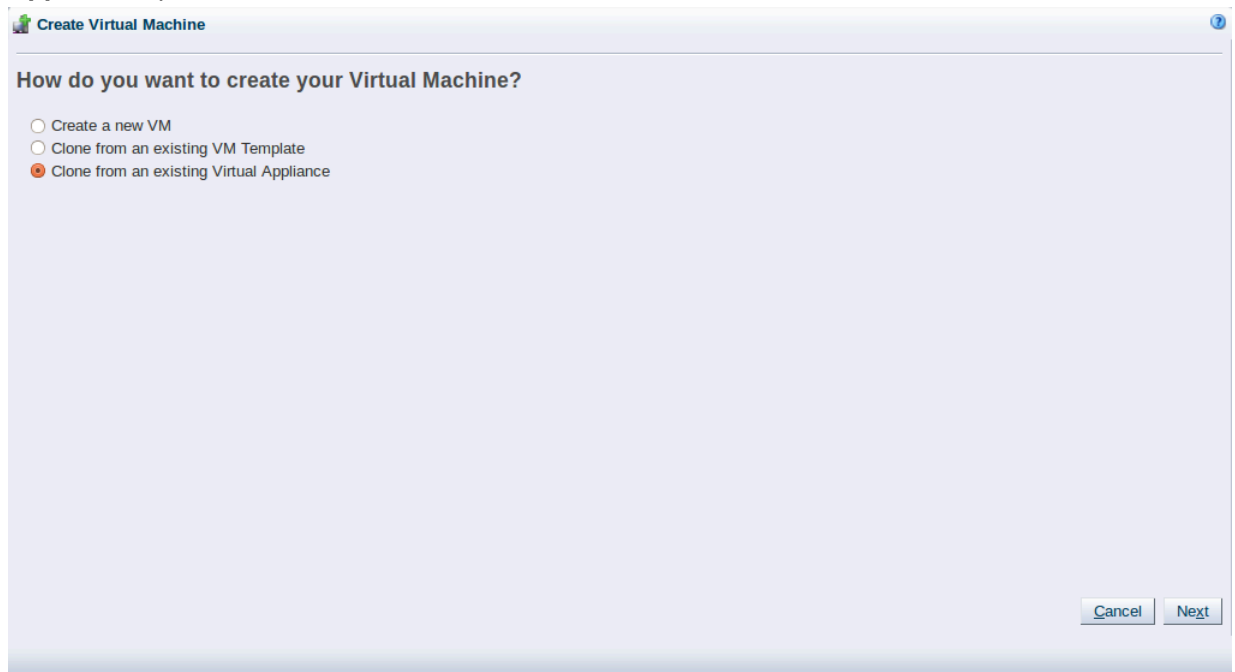 Create Virtual Machine
How do you want to create your Virtual Machine?
Create a new VM
Clone from an existing VM Template
Clone from an existing Virtual Appliance
Cancel Next